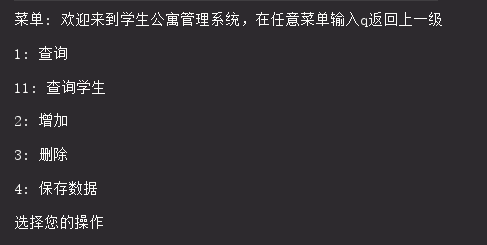 菜单: 欢迎来到学生公寓管理系统，在任意菜单输入q返回上一级
1: 查询
11: 查询学生
2: 增加
3: 删除
4: 保存数据
选择您的操作